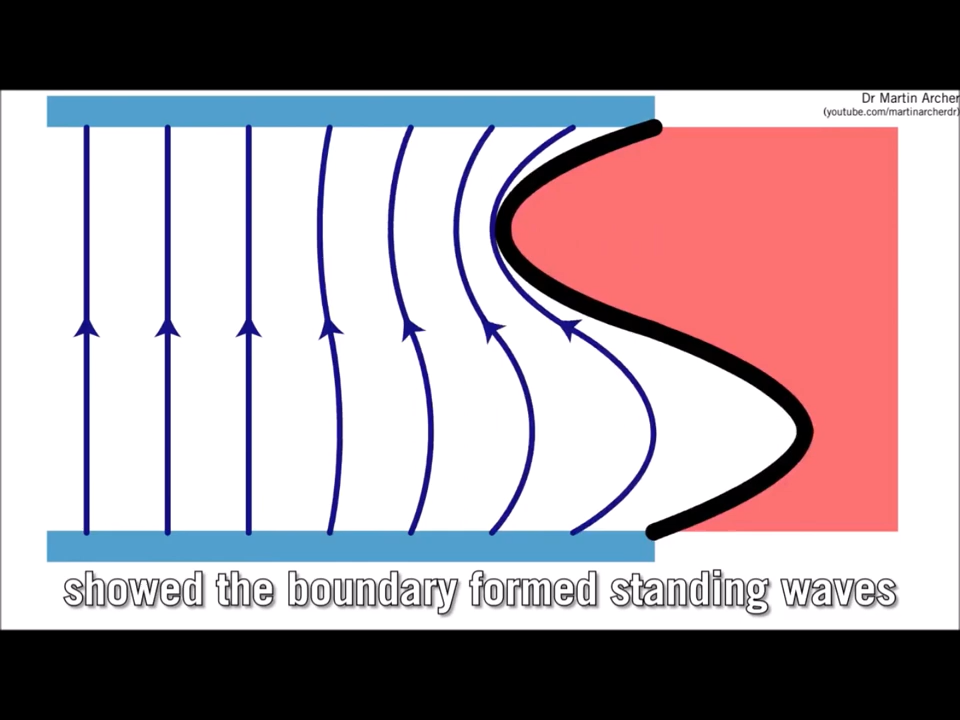 Dr Martin Archer
(youtube.com/martinarcherdr)
showed the boundary formed standing waves